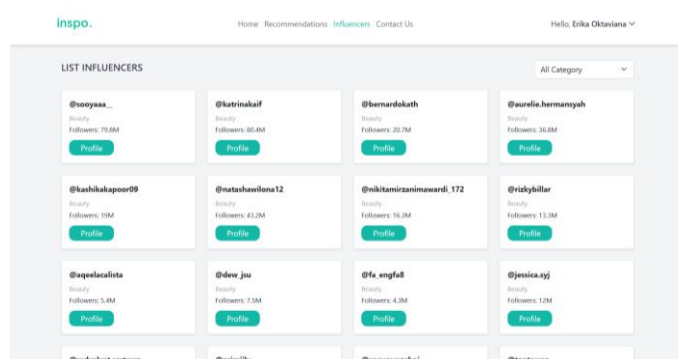 inspo.
Home Recommendations Influencers Contact Us
Hello, Erika Oktaviana
LIST INFLUENCERS
All Category
@sooyaaa__
Beauty
Followers: 79.8M
Profile
@katrinakaif
Beauty
Followers: 80.4M
Profile
@bernardokath
Beauty
Followers: 20.7M
Profile
@aurelie.hermansyah
Beauty
Followers: 36.8M
Profile
@kashikakapoor09
Beauty
Followers: 19M
Profile
@natashawilona12
Beauty
Followers: 43.2M
Profile
@nikitamirzanimawardi_172
Beauty
Followers: 16.3M
Profile
@rizkybillar
Beauty
Followers: 13.3M
Profile
@aqeelacalista
Beauty
Followers: 5.4M
Profile
@dew_jsu
Beauty
Followers: 7.5M
Profile
@fa_engfa8
Beauty
Followers: 4.3M
Profile
@jessica.syj
Beauty
Followers: 12M
Profile